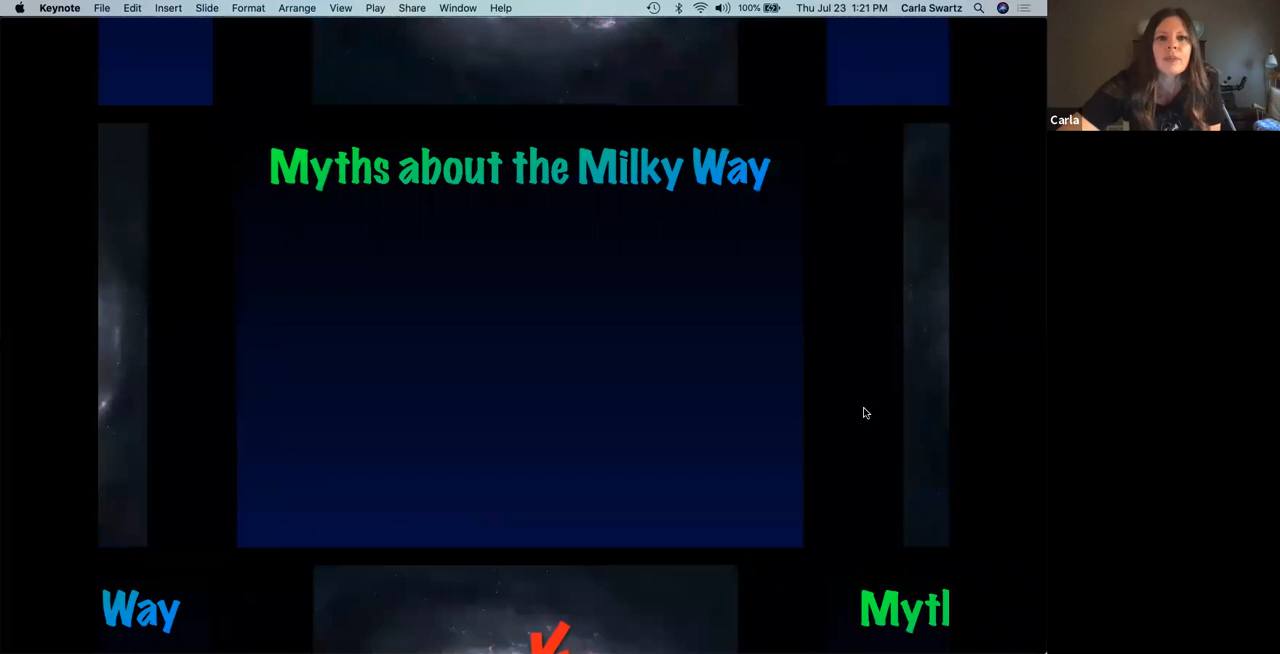 Keynote File Edit Insert Slide Format Arrange View Play Share Window Help 100% Thu Jul 23 1:21 PM Carla Swartz
Carla
Myths about the Milky Way
Way